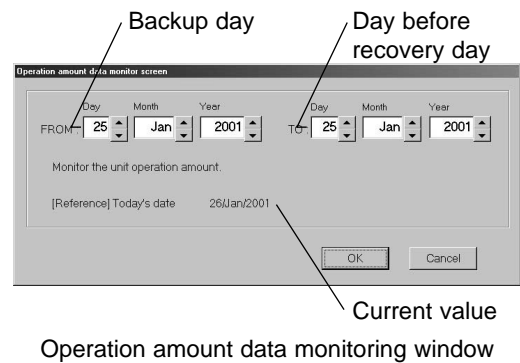 Backup day
Day before
recovery day
Operation amount data monitor screen
Day Month Year Day Month Year
FROM : 25 Jan 2001 TO 25 Jan 2001
Monitor the unit operation amount.
[Reference] Today's date 26/Jan/2001
OK Cancel
Current value
Operation amount data monitoring window